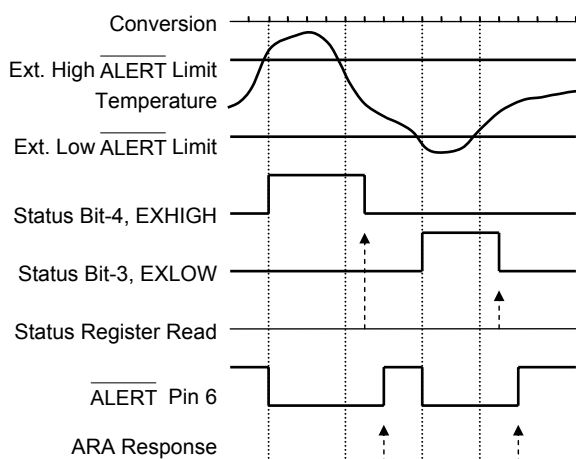 Conversion
Ext. High ALERT Limit
Temperature
Ext. Low ALERT Limit
Status Bit-4, EXHIGH
Status Bit-3, EXLOW
Status Register Read
ALERT Pin 6
ARA Response